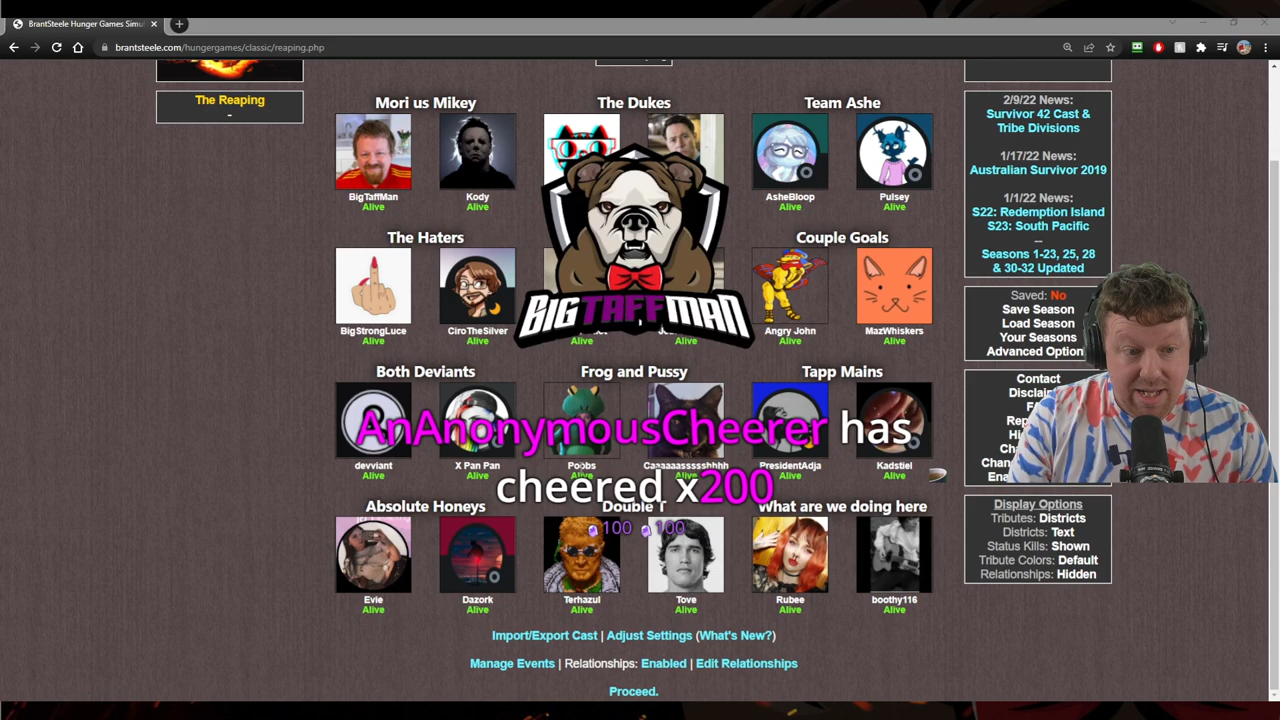 BrantSteele Hunger Games Simu
brantsteele.com/hungergames/classic/reaping.php
The Reaping
-
Mori us Mikey
The Dukes
Team Ashe
BigTaffMan
Alive
Kody
Alive
AsheBloop
Alive
Pulsey
Alive
The Haters
Couple Goals
BigStrongLuce
Alive
CiroTheSilver
Alive
Alive
Alive
Angry John
Alive
MazWhiskers
Alive
BIGTAFFMAN
Both Deviants
Frog and Pussy
Tapp Mains
devviant
Alive
X Pan Pan
Alive
Poobs
Alive
Caaaaaassssshhhh
Alive
PresidentAdja
Alive
Kadstiel
Alive
AnAnonymousCheerer has
cheered x200
100 100
Absolute Honeys
Double T
What are we doing here
Evie
Alive
Dazork
Alive
Terhazul
Alive
Tove
Alive
Rubee
Alive
boothy116
Alive
Import/Export Cast | Adjust Settings (What's New?)
Manage Events | Relationships: Enabled | Edit Relationships
Proceed.
2/9/22 News:
Survivor 42 Cast &
Tribe Divisions
1/17/22 News:
Australian Survivor 2019
1/1/22 News:
S22: Redemption Island
S23: South Pacific
--
Seasons 1-23, 25, 28
& 30-32 Updated
Saved: No
Save Season
Load Season
Your Seasons
Advanced Option
Contact
Disclai
Display Options
Tributes: Districts
Districts: Text
Status Kills: Shown
Tribute Colors: Default
Relationships: Hidden